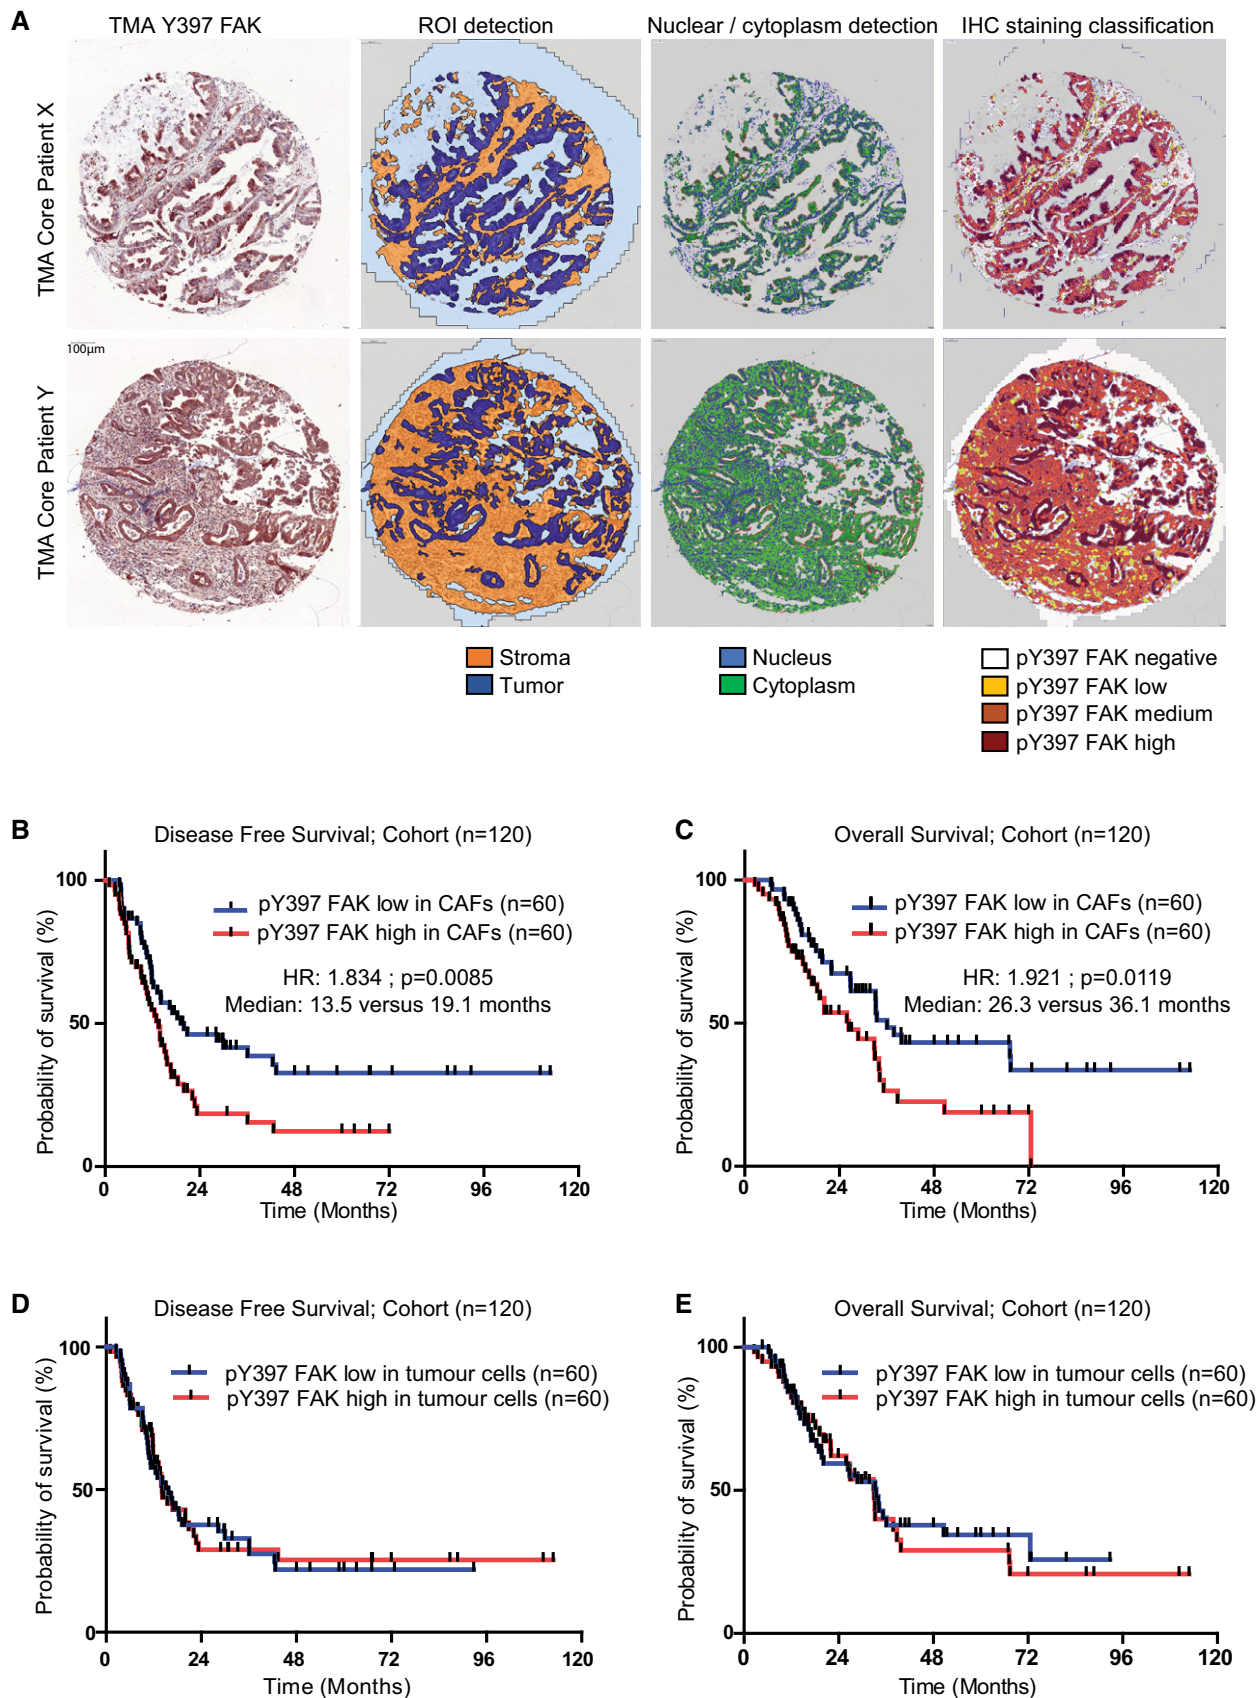 A
TMA Y397 FAK
ROI detection
Nuclear / cytoplasm detection
IHC staining classification
TMA Core Patient X
TMA Core Patient Y
100µm
Stroma
Tumor
Nucleus
Cytoplasm
pY397 FAK negative
pY397 FAK low
pY397 FAK medium
pY397 FAK high
B
Disease Free Survival; Cohort (n=120)
Probability of survival (%)
100
50
0
pY397 FAK low in CAFs (n=60)
pY397 FAK high in CAFs (n=60)
HR: 1.834 ; p=0.0085
Median: 13.5 versus 19.1 months
0 24 48 72 96 120
Time (Months)
C
Overall Survival; Cohort (n=120)
Probability of survival (%)
100
50
0
pY397 FAK low in CAFs (n=60)
pY397 FAK high in CAFs (n=60)
HR: 1.921 ; p=0.0119
Median: 26.3 versus 36.1 months
0 24 48 72 96 120
Time (Months)
D
Disease Free Survival; Cohort (n=120)
Probability of survival (%)
100
50
0
pY397 FAK low in tumour cells (n=60)
pY397 FAK high in tumour cells (n=60)
0 24 48 72 96 120
Time (Months)
E
Overall Survival; Cohort (n=120)
Probability of survival (%)
100
50
0
pY397 FAK low in tumour cells (n=60)
pY397 FAK high in tumour cells (n=60)
0 24 48 72 96 120
Time (Months)